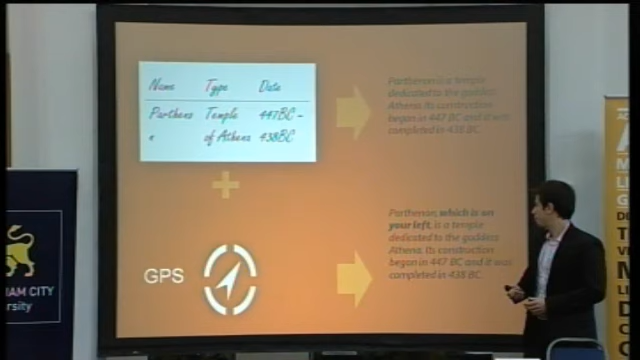 Name Type Date
Partheno Temple 447BC -
n of Athena 438BC
Parthenon is a temple
dedicated to the goddess
Athena. Its construction
began in 447 BC and it was
completed in 438 BC.
GPS
Parthenon, which is on
your left, is a temple
dedicated to the goddess
Athena. Its construction
began in 447 BC and it was
completed in 438 BC.
AM CITY
rsity